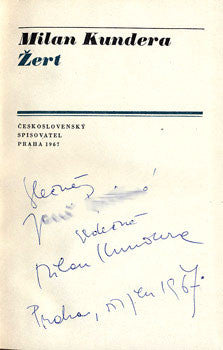 Milan Kundera
Žert
ČESKOSLOVENSKÝ
SPISOVATEL
PRAHA 1967
srdečně
Milan Kundera
Praha, 1967